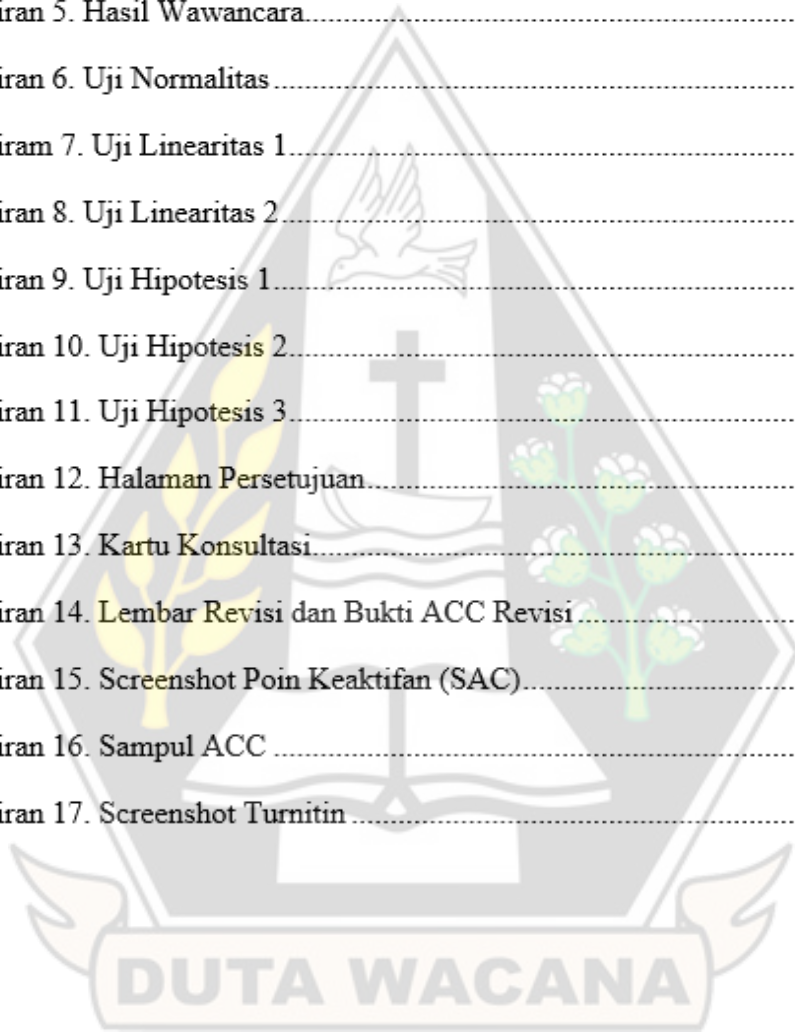 iran 5. Hasil Wawancara
iran 6. Uji Normalitas
iram 7. Uji Linearitas 1
iran 8. Uji Linearitas 2
iran 9. Uji Hipotesis 1
iran 10. Uji Hipotesis 2
iran 11. Uji Hipotesis 3
iran 12. Halaman Persetujuan
iran 13. Kartu Konsultasi
iran 14. Lembar Revisi dan Bukti ACC Revisi
iran 15. Screenshot Poin Keaktifan (SAC)
iran 16. Sampul ACC
iran 17. Screenshot Turnitin
DUTA WACANA